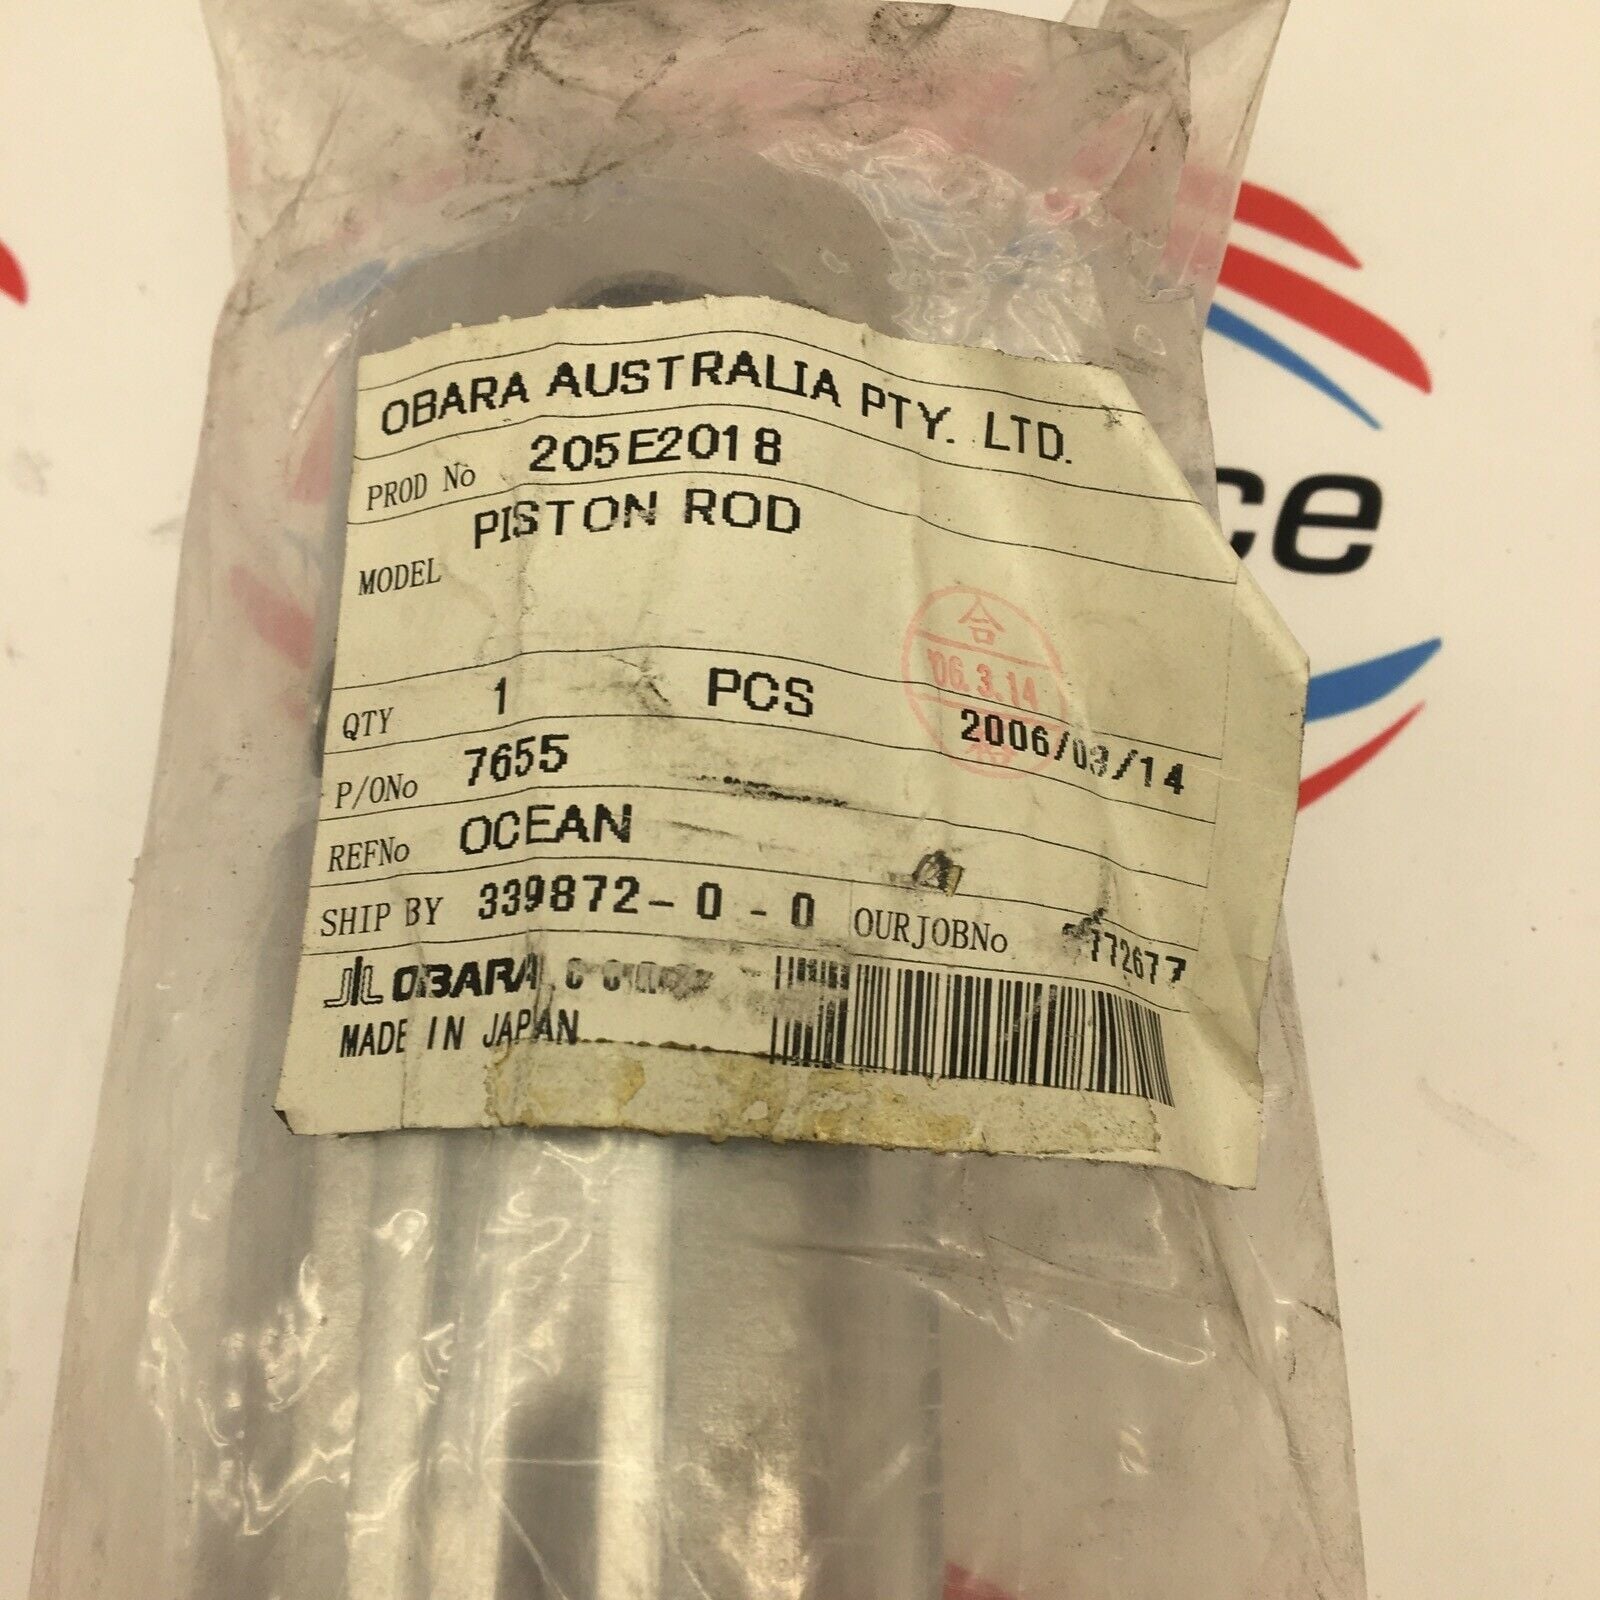 OBARA AUSTRALIA PTY. LTD.
PROD No 205E2018
MODEL PISTON ROD
合
'06.3.14
QTY 1 PCS 2006/03/14
P/ONo 7655
REFNo OCEAN
SHIP BY 339872-0-0 OURJOBNo 772677
OBARA
MADE IN JAPAN
ce